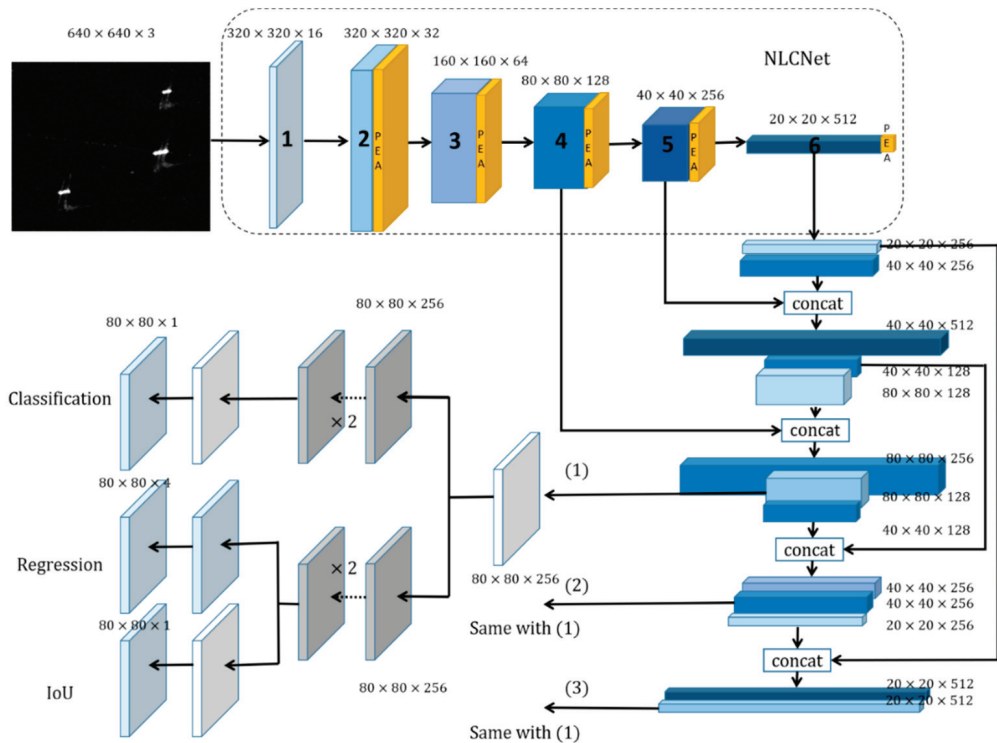 640 × 640 × 3
320 × 320 × 16
320 × 320 × 32
160 × 160 × 64
80 × 80 × 128
40 × 40 × 256
20 × 20 × 512
NLCNet
1
2
PEA
3
PEA
4
PEA
5
PEA
6
PEA
20 × 20 × 256
40 × 40 × 256
concat
40 × 40 × 512
40 × 40 × 128
80 × 80 × 128
concat
80 × 80 × 256
80 × 80 × 128
40 × 40 × 128
concat
40 × 40 × 256
40 × 40 × 256
20 × 20 × 256
concat
20 × 20 × 512
20 × 20 × 512
(1)
(2)
Same with (1)
(3)
Same with (1)
80 × 80 × 256
80 × 80 × 256
80 × 80 × 1
Classification
× 2
80 × 80 × 4
Regression
× 2
80 × 80 × 1
IoU
80 × 80 × 256